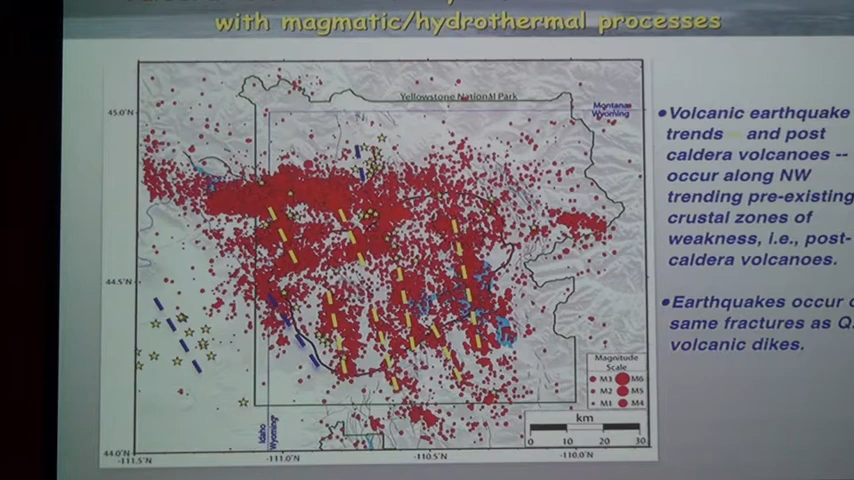 with magmatic/hydrothermal processes
Yellowstone National Park
45.0°N
Montana
Wyoming
44.5°N
44.0°N
Idaho
Wyoming
-111.5°N
-111.0°N
-110.5°N
-110.0°N
Magnitude
Scale
M3 M6
M2 M5
M1 M4
km
0 10 20 30
• Volcanic earthquake
trends and post
caldera volcanoes --
occur along NW
trending pre-existing
crustal zones of
weakness, i.e., post-
caldera volcanoes.
• Earthquakes occur
same fractures as Q.
volcanic dikes.